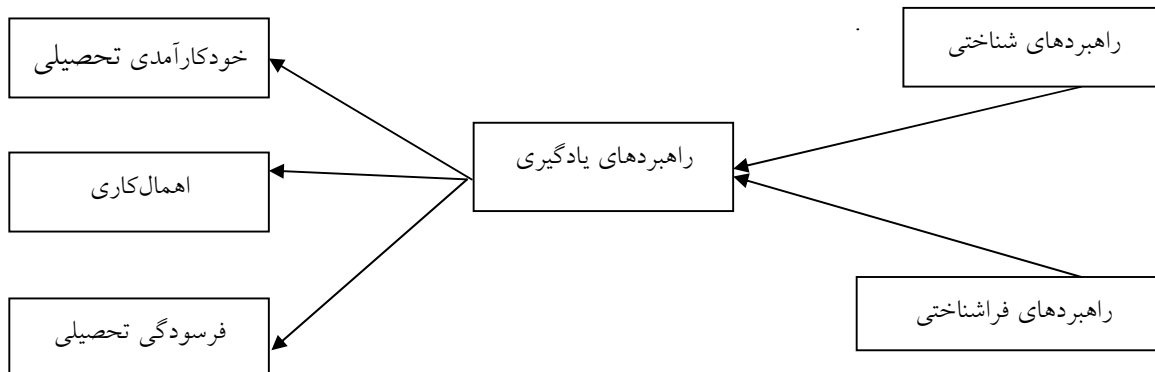 راهبردهای شناختی
خودکارآمدی تحصیلی
راهبردهای یادگیری
اهمال‌کاری
راهبردهای فراشناختی
فرسودگی تحصیلی